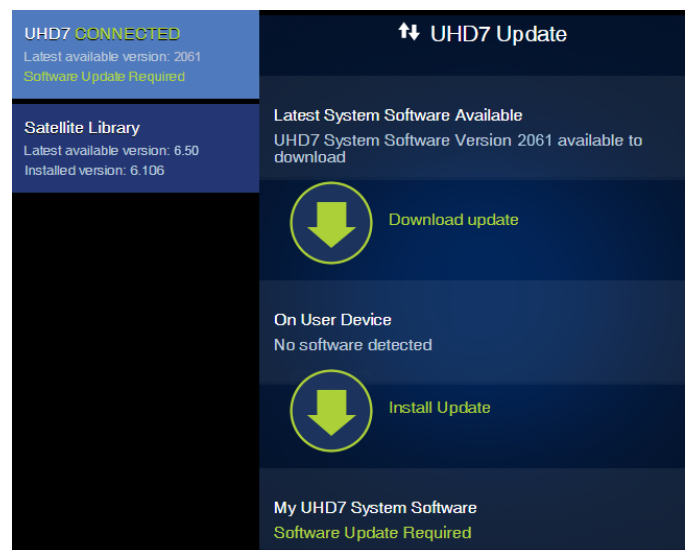 UHD7 CONNECTED
Latest available version: 2061
Software Update Required
Satellite Library
Latest available version: 6.50
Installed version: 6.106
UHD7 Update
Latest System Software Available
UHD7 System Software Version 2061 available to
download
Download update
On User Device
No software detected
Install Update
My UHD7 System Software
Software Update Required